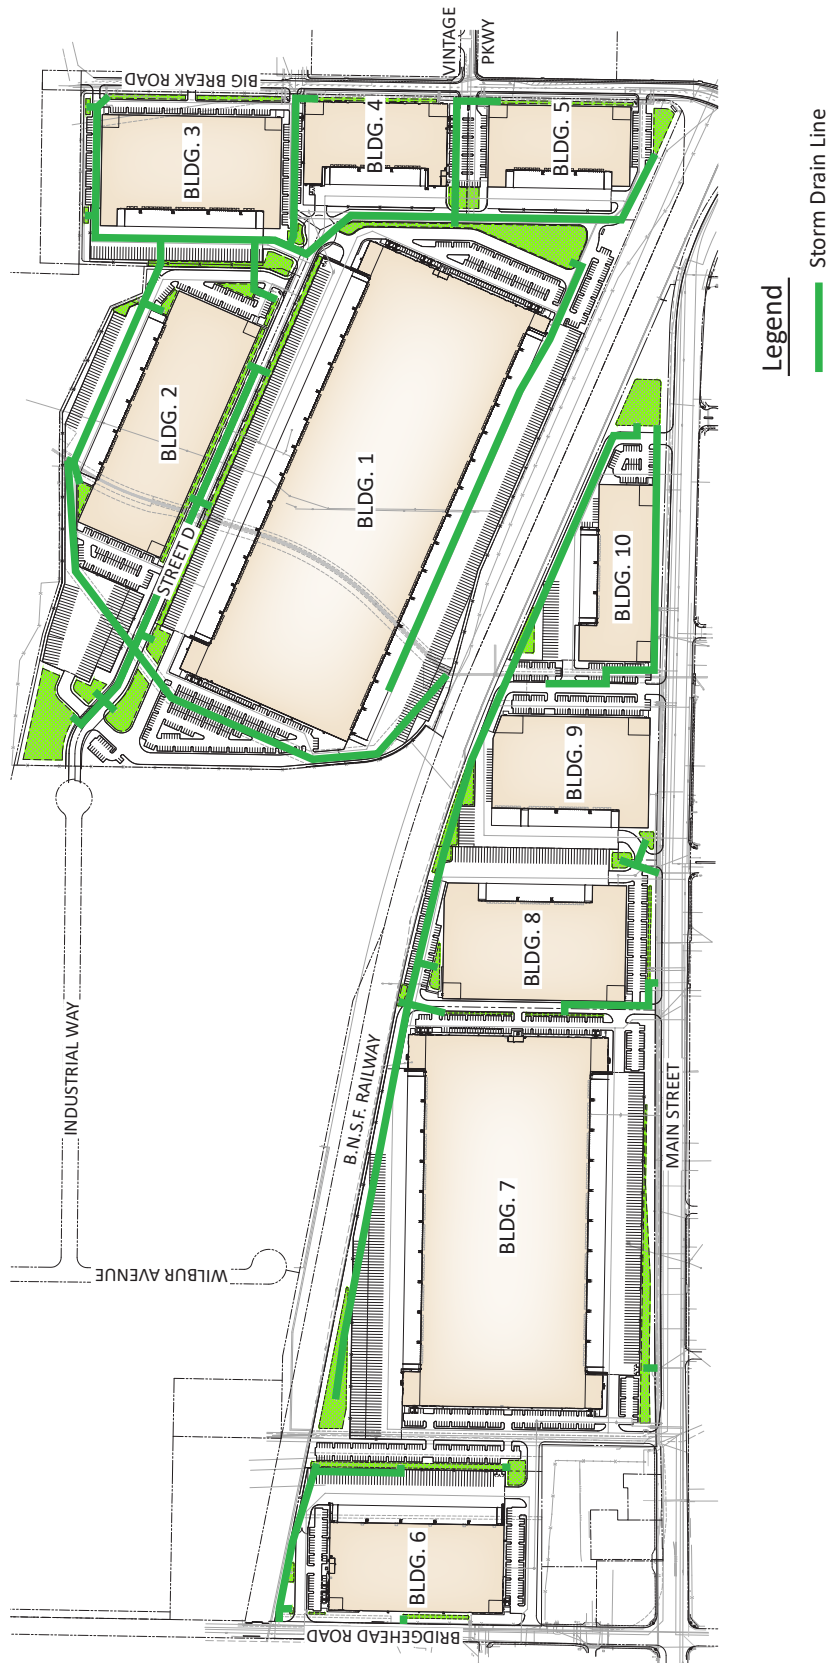 VINTAGE
PKWY
BIG BREAK ROAD
BLDG. 3
BLDG. 4
BLDG. 5
BLDG. 2
BLDG. 1
STREET D
BLDG. 10
BLDG. 9
BLDG. 8
INDUSTRIAL WAY
B.N.S.F. RAILWAY
MAIN STREET
BLDG. 7
WILBUR AVENUE
BLDG. 6
BRIDGEHEAD ROAD
Legend
Storm Drain Line